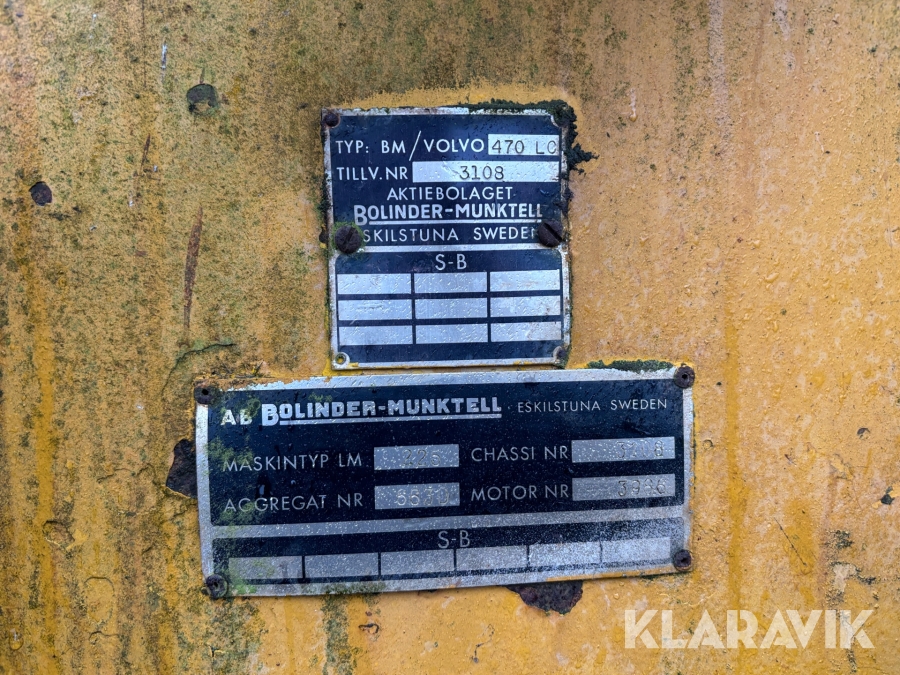 TYP: BM/VOLVO 470 LC
TILLV.NR 3108
AKTIEBOLAGET
BOLINDER-MUNKTELL
ESKILSTUNA SWEDEN
S-B
AB BOLINDER-MUNKTELL · ESKILSTUNA SWEDEN
MASKINTYP LM CHASSI NR
AGGREGAT NR MOTOR NR
S-B
KLARAVIK